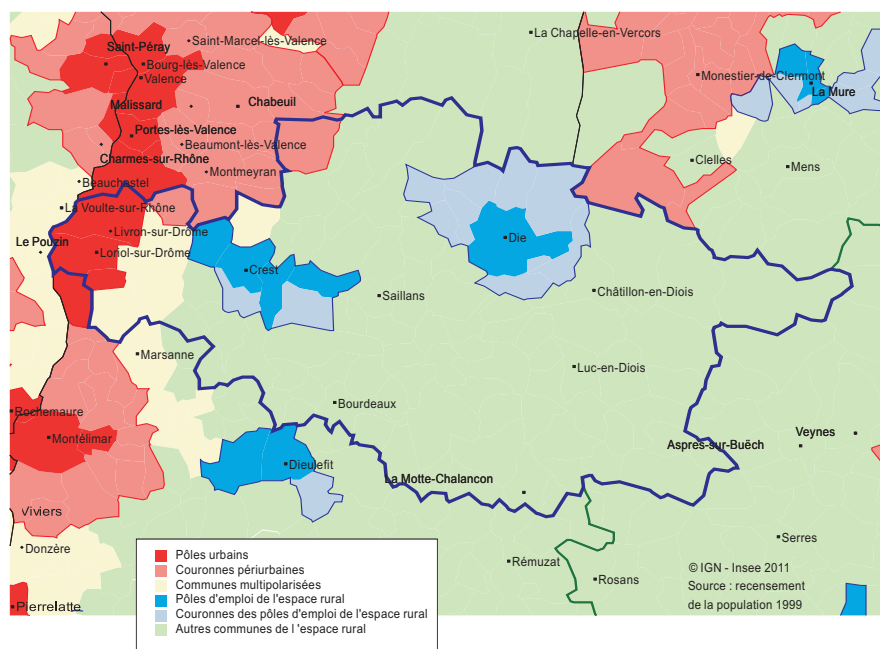 La Chapelle-en-Vercors
Saint-Marcel-lès-Valence
Saint-Péray
Bourg-lès-Valence
Valence
Monestier-de-Clermont
La Mure
Malissard
Chabeuil
Portes-lès-Valence
Beaumont-lès-Valence
Charmes-sur-Rhône
Clelles
Mens
Montmeyran
Beauchastel
La Voulte-sur-Rhône
Livron-sur-Drôme
Die
Le Pouzin
Loriol-sur-Drôme
Crest
Saillans
Châtillon-en-Diois
Marsanne
Luc-en-Diois
Bourdeaux
Rochemaure
Montélimar
Veynes
Aspres-sur-Buëch
Dieulefit
La Motte-Chalancon
Viviers
Donzère
Serres
Rémuzat
Rosans
Pierrelatte
Pôles urbains
Couronnes périurbaines
Communes multipolarisées
Pôles d'emploi de l'espace rural
Couronnes des pôles d'emploi de l'espace rural
Autres communes de l 'espace rural
© IGN - Insee 2011
Source : recensement
de la population 1999